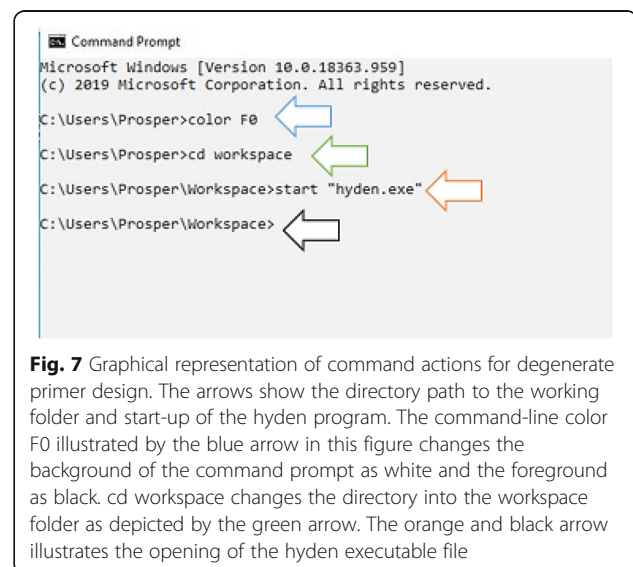 Command Prompt
Microsoft Windows [Version 10.0.18363.959]
(c) 2019 Microsoft Corporation. All rights reserved.
C:\Users\Prosper>color F0
C:\Users\Prosper>cd workspace
C:\Users\Prosper\Workspace>start "hyden.exe"
C:\Users\Prosper\Workspace>
Fig. 7 Graphical representation of command actions for degenerate
primer design. The arrows show the directory path to the working
folder and start-up of the hyden program. The command-line color
F0 illustrated by the blue arrow in this figure changes the
background of the command prompt as white and the foreground
as black. cd workspace changes the directory into the workspace
folder as depicted by the green arrow. The orange and black arrow
illustrates the opening of the hyden executable file